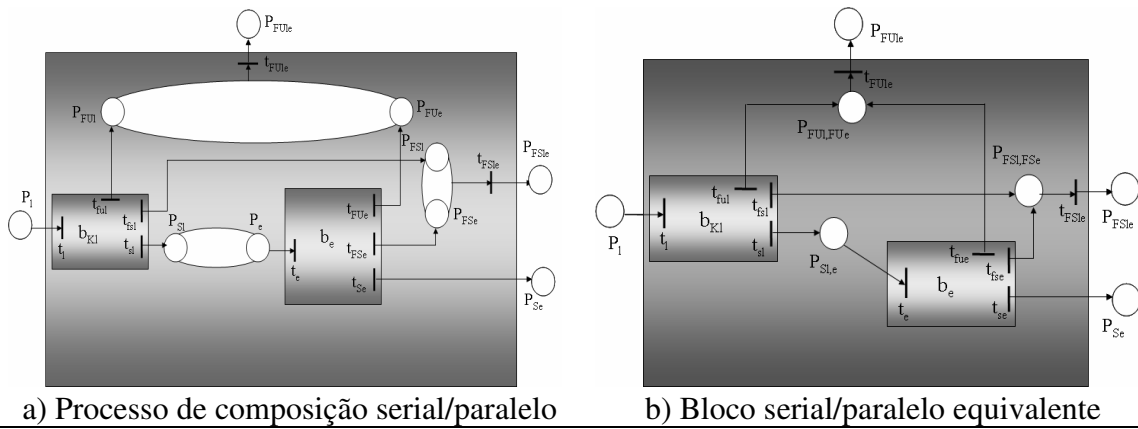 P_FUle
t_FUle
P_FUl
P_FUe
P_FSl
t_FSle
P_FSle
P_FSe
P_l
t_ful
t_fsl
P_Sl
P_e
t_FUe
b_Kl
t_sl
t_l
b_e
t_FSe
t_e
t_Se
P_Se
a) Processo de composição serial/paralelo
P_FUle
t_FUle
P_FUl,FUe
P_FSl,FSe
t_FSle
P_FSle
t_ful
t_fsl
P_l
b_Kl
t_l
t_sl
P_Sl,e
t_fue
t_fse
b_e
t_e
t_se
P_Se
b) Bloco serial/paralelo equivalente